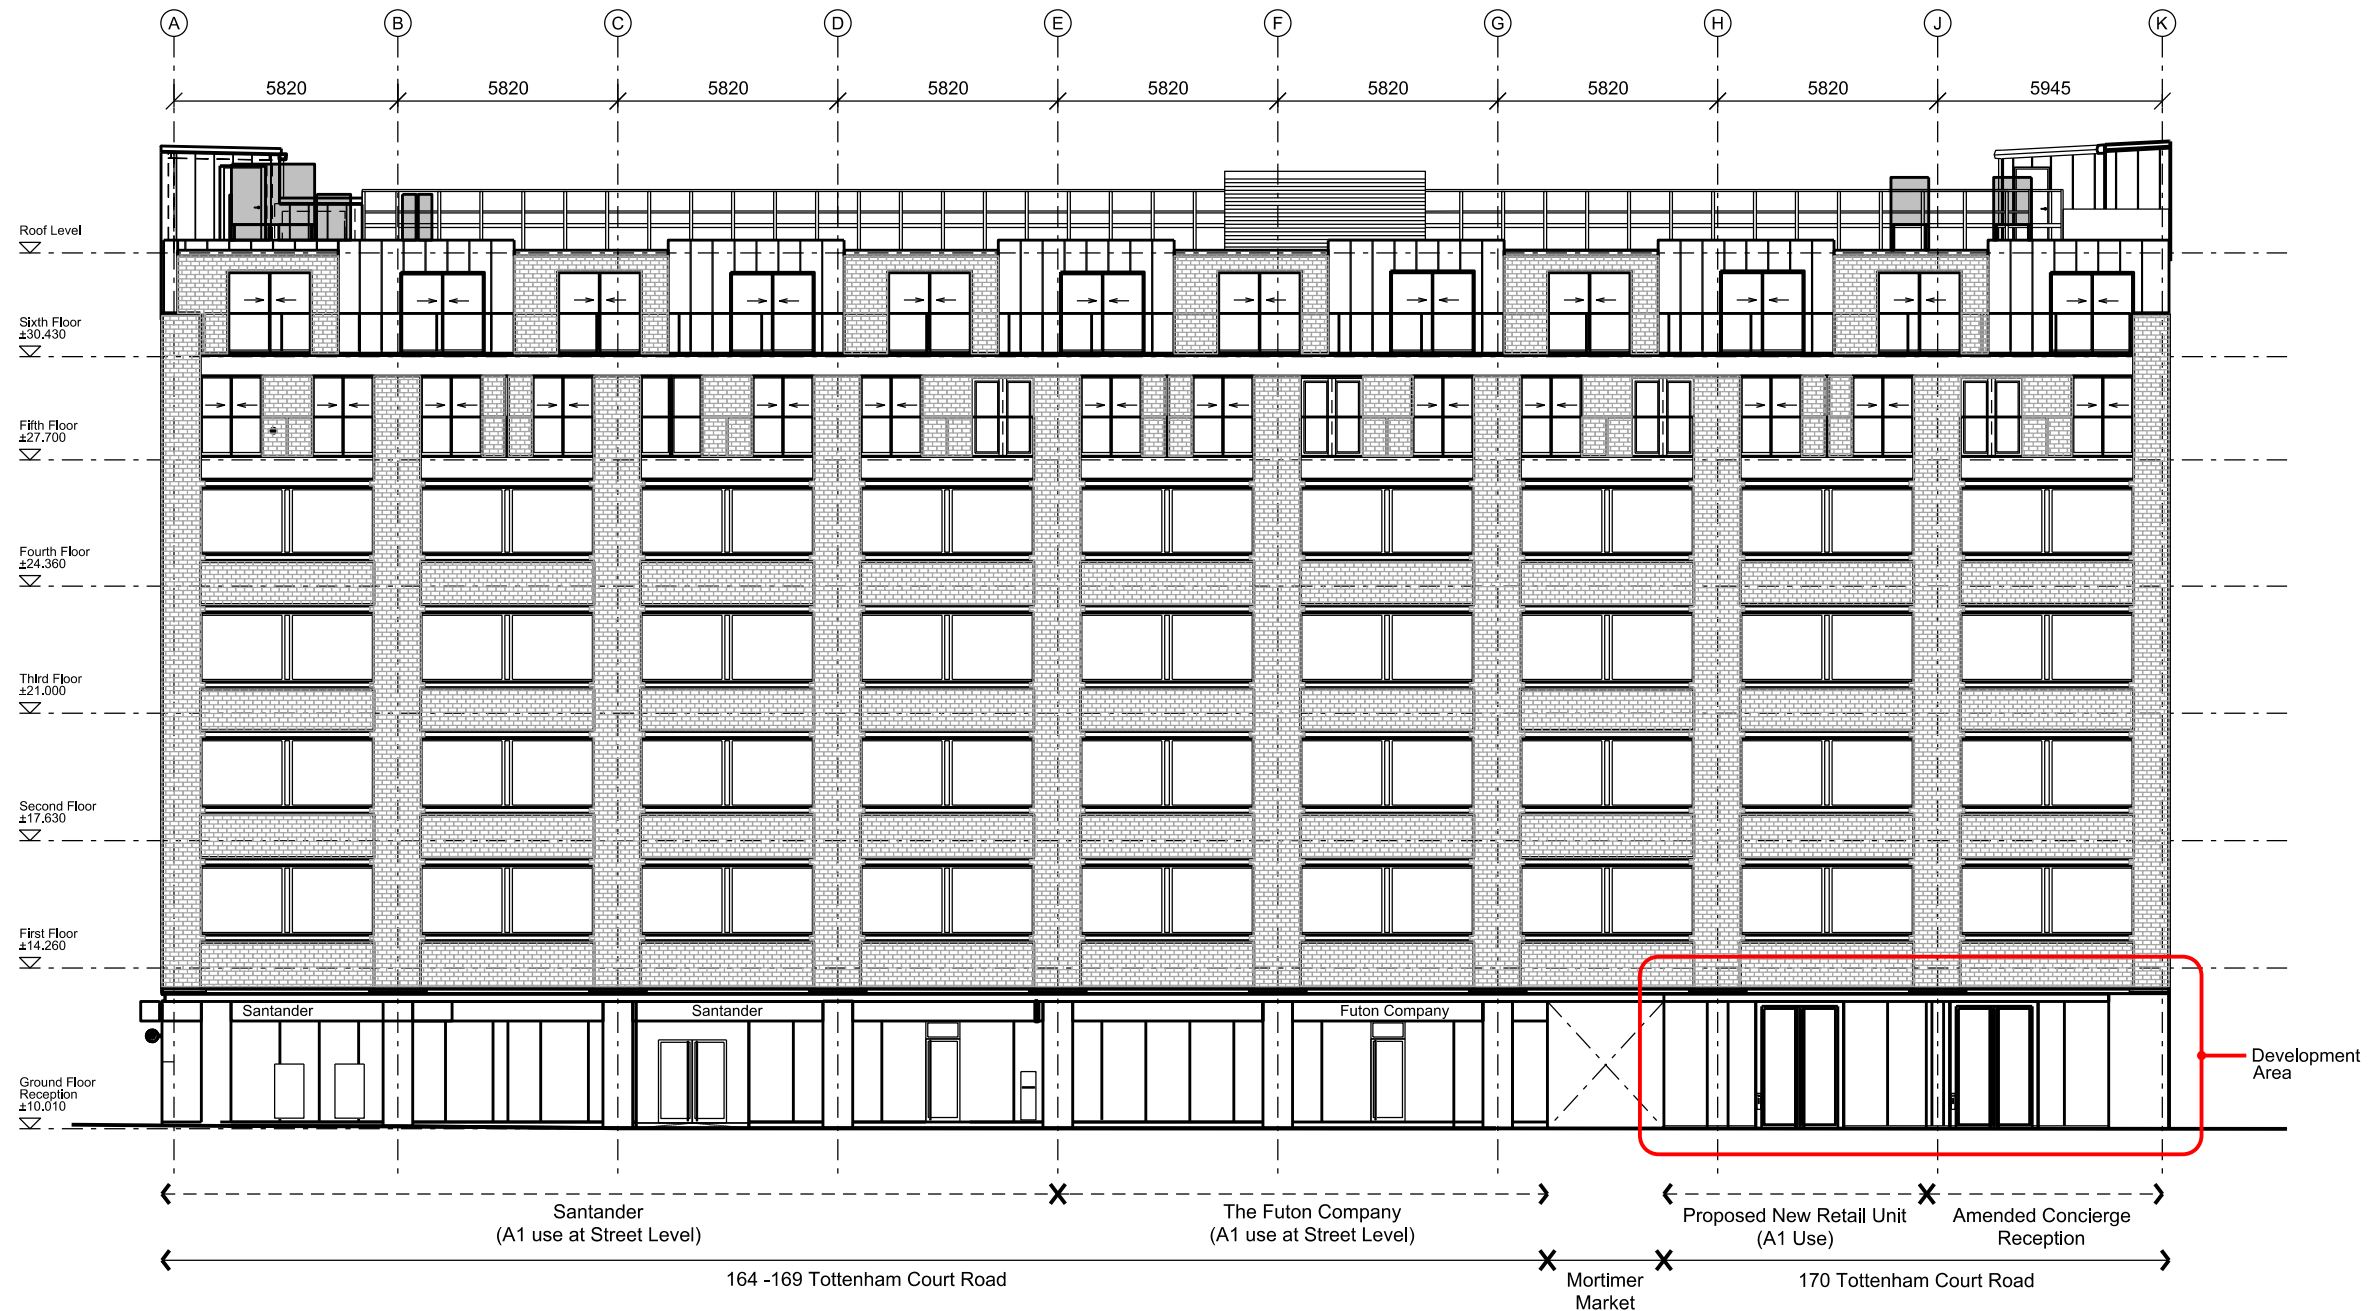 A B C D E F G H J K
5820 5820 5820 5820 5820 5820 5820 5820 5945
Roof Level
Sixth Floor
±30.430
Fifth Floor
±27.700
Fourth Floor
±24.360
Third Floor
±21.000
Second Floor
±17.630
First Floor
±14.260
Santander Santander Futon Company
Ground Floor
Reception
±10.010
Development
Area
Santander
(A1 use at Street Level)
The Futon Company
(A1 use at Street Level)
Proposed New Retail Unit
(A1 Use)
Amended Concierge
Reception
164 -169 Tottenham Court Road
Mortimer
Market
170 Tottenham Court Road